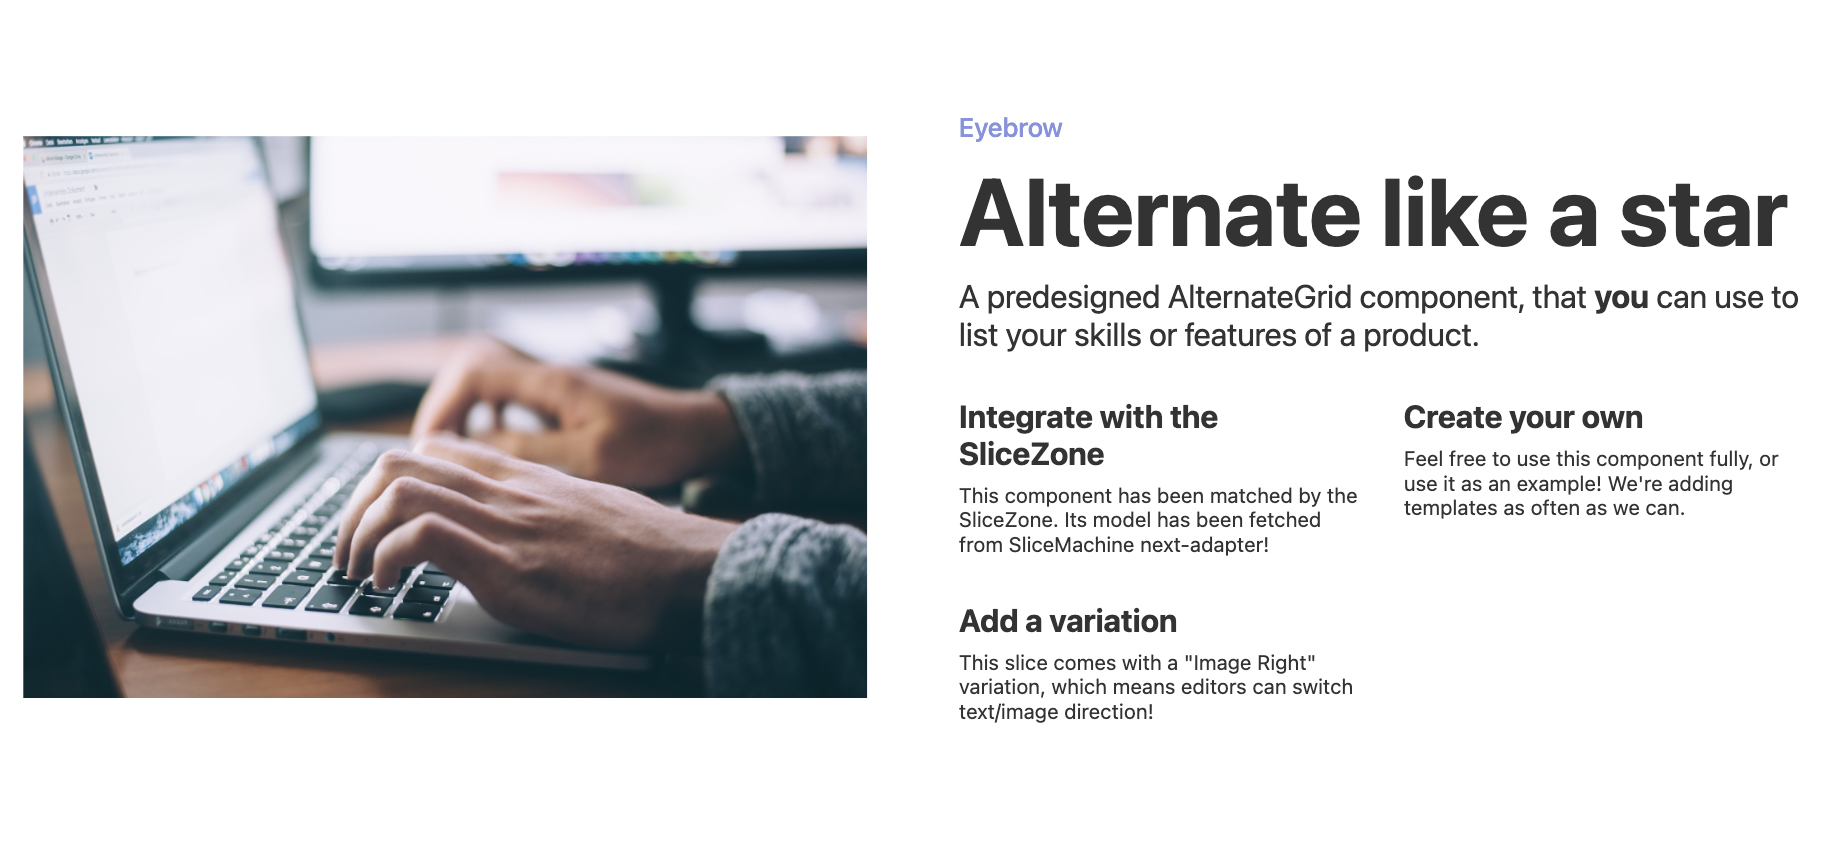 Eyebrow
Alternate like a star
A predesigned AlternateGrid component, that you can use to
list your skills or features of a product.
Integrate with the
SliceZone
This component has been matched by the
SliceZone. Its model has been fetched
from SliceMachine next-adapter!
Create your own
Feel free to use this component fully, or
use it as an example! We're adding
templates as often as we can.
Add a variation
This slice comes with a "Image Right"
variation, which means editors can switch
text/image direction!